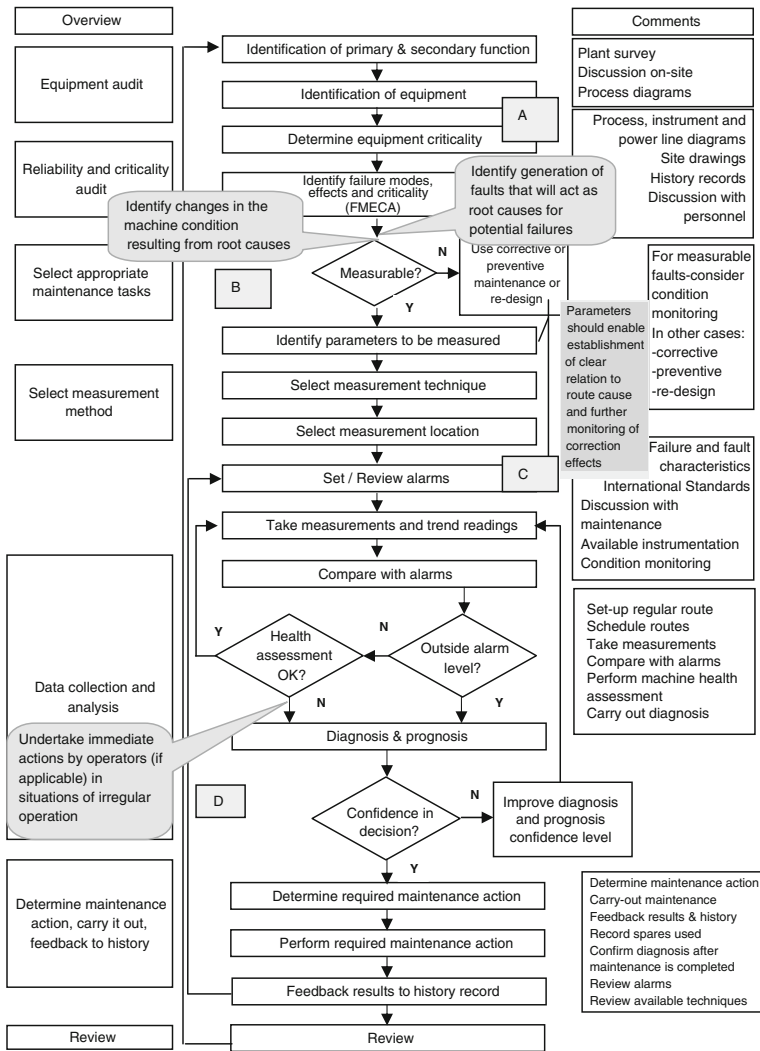 Overview
Equipment audit
Reliability and criticality
audit
Select appropriate
maintenance tasks
Select measurement
method
Data collection and
analysis
Determine maintenance
action, carry it out,
feedback to history
Review
Identification of primary & secondary function
Identification of equipment
A
Determine equipment criticality
Identify failure modes,
effects and criticality
(FMECA)
Identify generation of
faults that will act as
root causes for
potential failures
Identify changes in the
machine condition
resulting from root causes
B
Measurable?
N
Y
Use corrective or
preventive
maintenance or
re-design
Identify parameters to be measured
Parameters
should enable
establishment
of clear
relation to
route cause
and further
monitoring of
correction
effects
Select measurement technique
Select measurement location
C
Set / Review alarms
Take measurements and trend readings
Compare with alarms
Y
Health
assessment
OK?
N
N
Outside alarm
level?
Y
Undertake immediate
actions by operators (if
applicable) in
situations of irregular
operation
Diagnosis & prognosis
D
Confidence in
decision?
N
Improve diagnosis
and prognosis
confidence level
Y
Determine required maintenance action
Perform required maintenance action
Feedback results to history record
Review
Comments
Plant survey
Discussion on-site
Process diagrams
Process, instrument and
power line diagrams
Site drawings
History records
Discussion with
personnel
For measurable
faults-consider
condition
monitoring
In other cases:
-corrective
-preventive
-re-design
Failure and fault
characteristics
International Standards
Discussion with
maintenance
Available instrumentation
Condition monitoring
Set-up regular route
Schedule routes
Take measurements
Compare with alarms
Perform machine health
assessment
Carry out diagnosis
Determine maintenance action
Carry-out maintenance
Feedback results & history
Record spares used
Confirm diagnosis after
maintenance is completed
Review alarms
Review available techniques